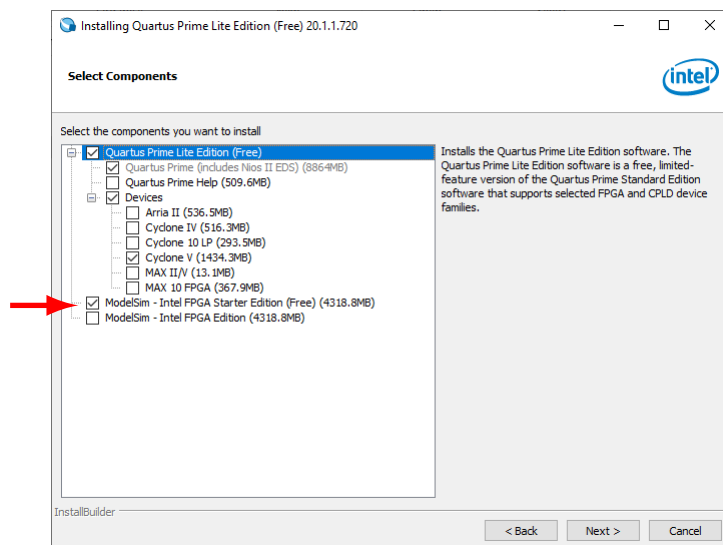 Installing Quartus Prime Lite Edition (Free) 20.1.1.720
Select Components
intel
Select the components you want to install
Quartus Prime Lite Edition (Free)
Quartus Prime (includes Nios II EDS) (8864MB)
Quartus Prime Help (509.6MB)
Devices
Arria II (536.5MB)
Cyclone IV (516.3MB)
Cyclone 10 LP (293.5MB)
Cyclone V (1434.3MB)
MAX II/V (13.1MB)
MAX 10 FPGA (367.9MB)
ModelSim - Intel FPGA Starter Edition (Free) (4318.8MB)
ModelSim - Intel FPGA Edition (4318.8MB)
Installs the Quartus Prime Lite Edition software. The
Quartus Prime Lite Edition software is a free, limited-
feature version of the Quartus Prime Standard Edition
software that supports selected FPGA and CPLD device
families.
InstallBuilder
< Back
Next >
Cancel